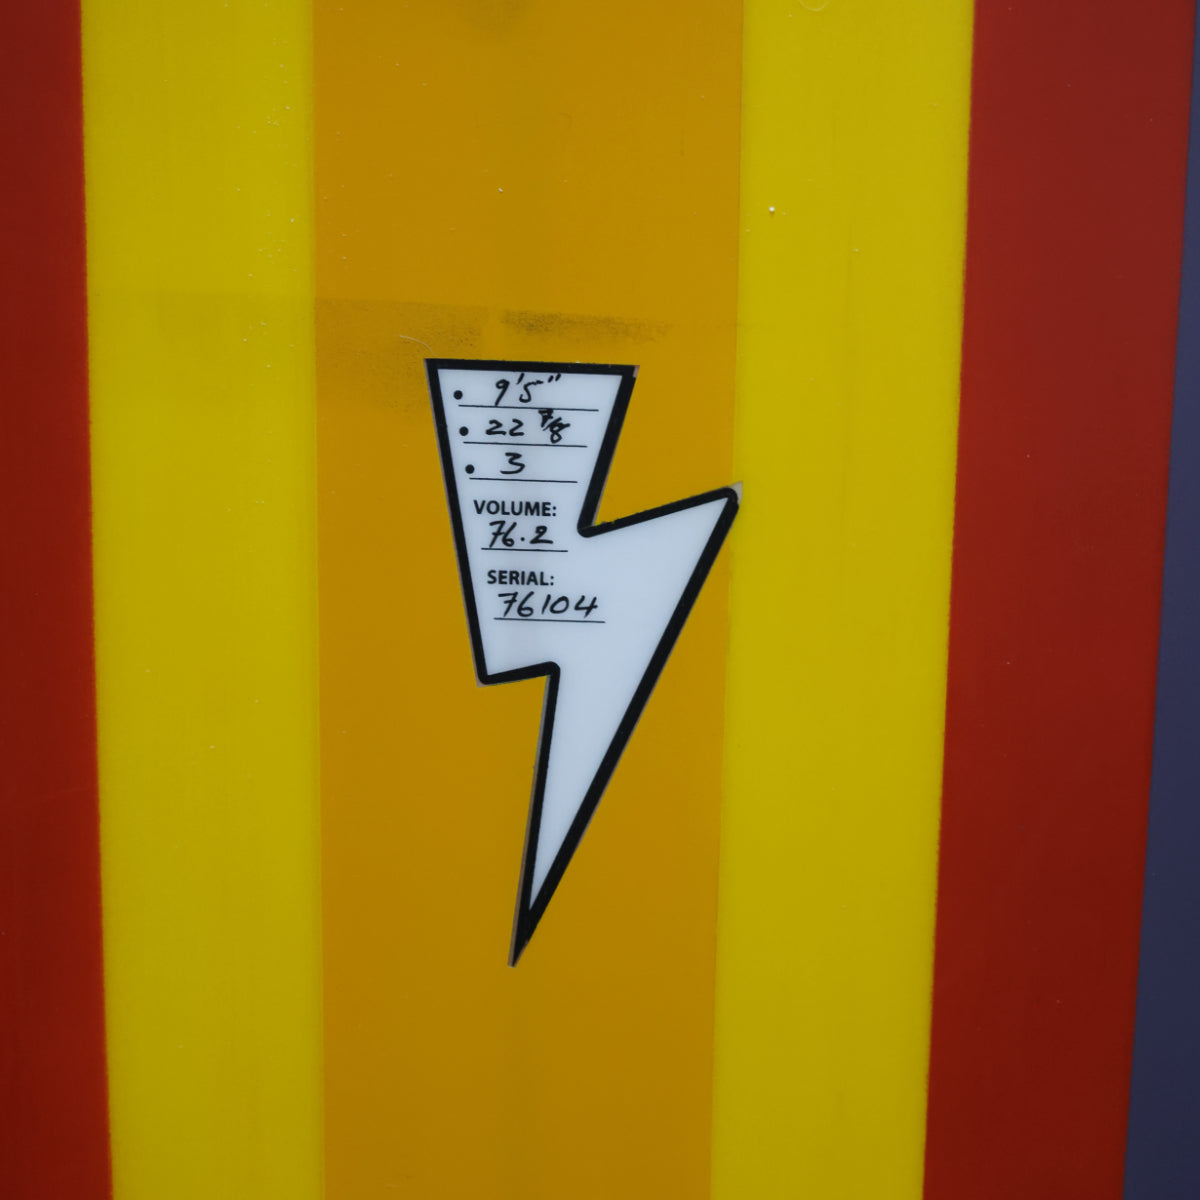 • 9'5"
• 22 7/8
• 3
VOLUME:
76.2
SERIAL:
76104